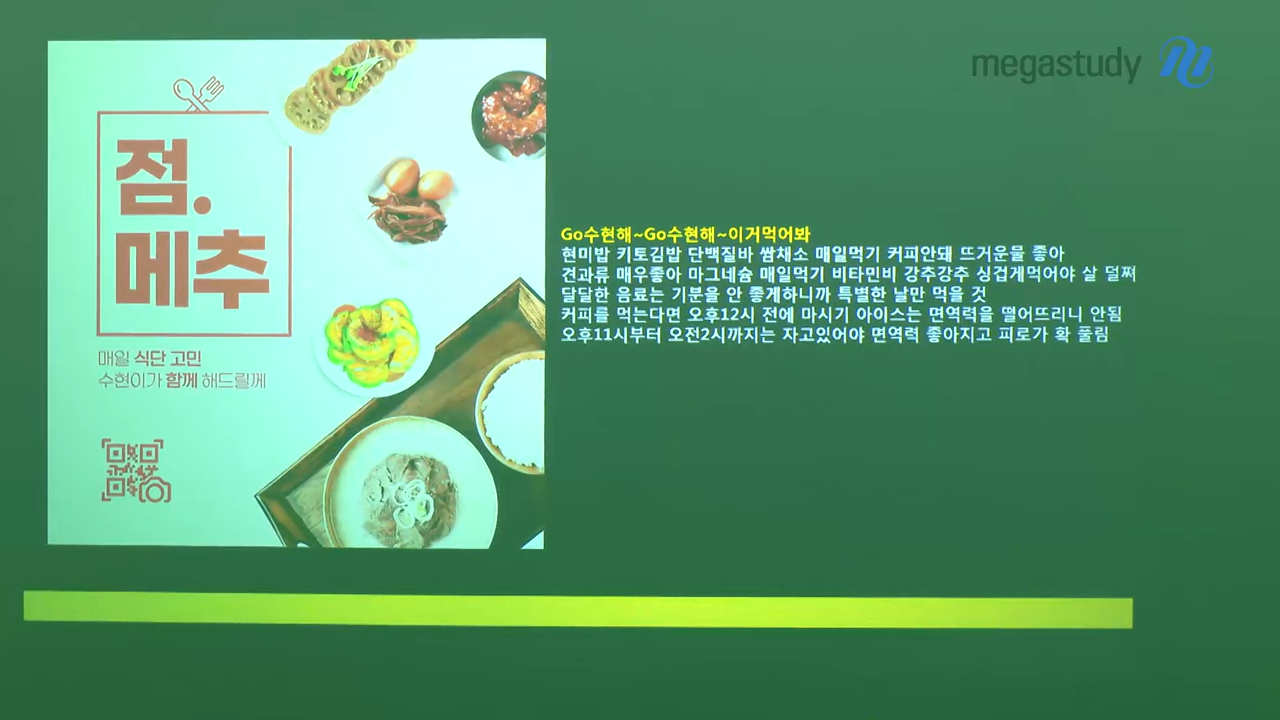 megastudy
점.
메추
매일 식단 고민
수현이가 함께 해드릴께
Go수현해~Go수현해~이거먹어봐
현미밥 키토김밥 단백질바 쌈채소 매일먹기 커피안돼 뜨거운물 좋아
견과류 매우좋아 마그네슘 매일먹기 비타민비 강추강추 싱겁게먹어야 살 덜쪄
달달한 음료는 기분을 안 좋게하니까 특별한 날만 먹을 것
커피를 먹는다면 오후12시 전에 마시기 아이스는 면역력을 떨어뜨리니 안됨
오후11시부터 오전2시까지는 자고있어야 면역력 좋아지고 피로가 확 풀림